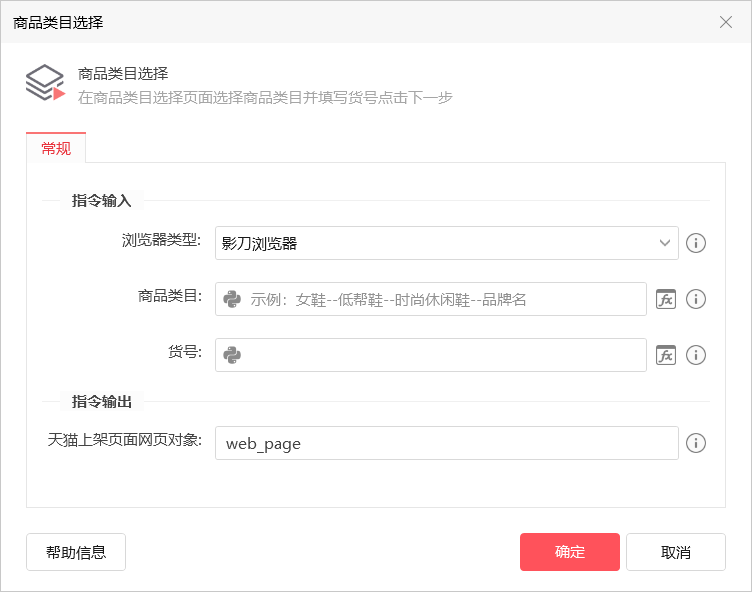 商品类目选择
商品类目选择
在商品类目选择页面选择商品类目并填写货号点击下一步
常规
指令输入
浏览器类型: 影刀浏览器
商品类目: 示例：女鞋--低帮鞋--时尚休闲鞋--品牌名 fx
货号: fx
指令输出
天猫上架页面网页对象: web_page
帮助信息 确定 取消